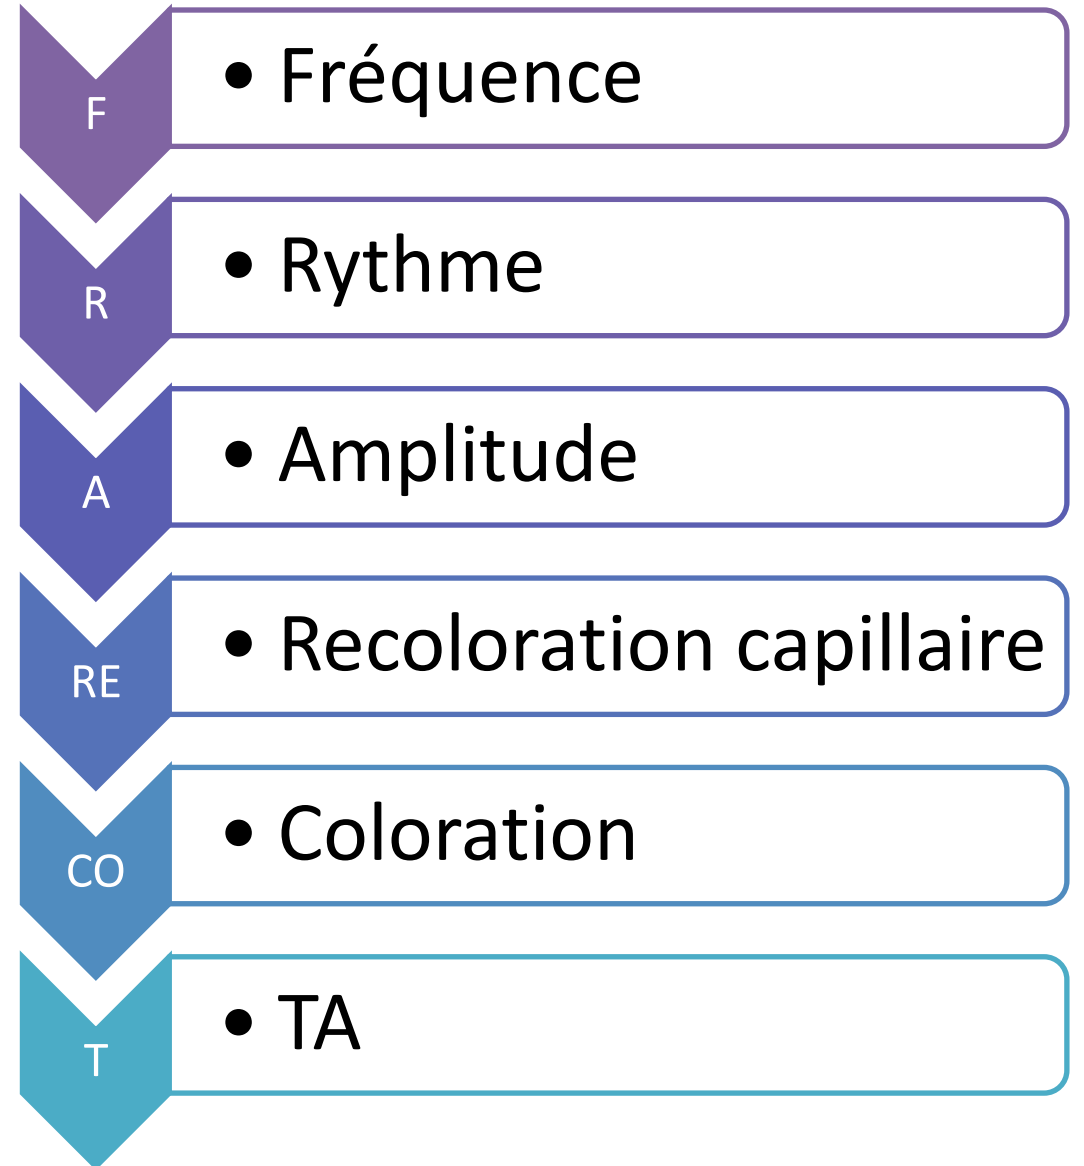 F
• Fréquence
R
• Rythme
A
• Amplitude
RE
• Recoloration capillaire
CO
• Coloration
T
• TA